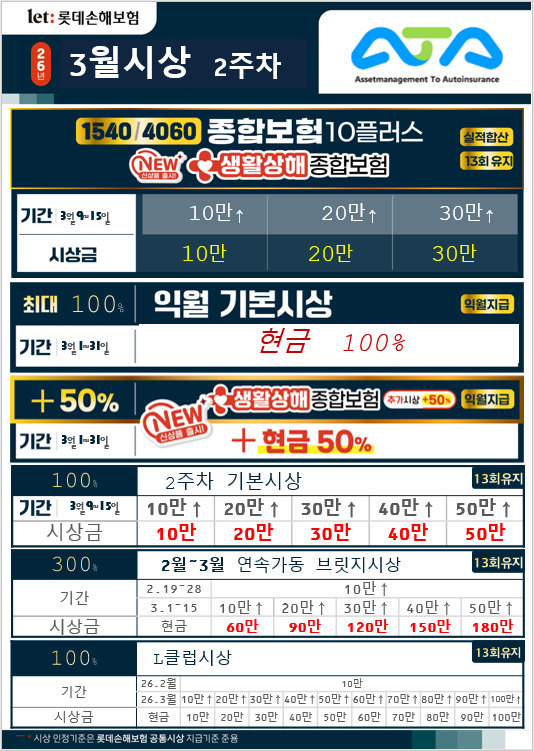 let: 롯데손해보험
26년 3월시상 2주차
ATA
Assetmanagement To Autoinsurance
1540/4060 종합보험10플러스 실적합산
NEW 신상품 출시! 생활상해종합보험 13회 유지
기간 3월 9~15일 10만↑ 20만↑ 30만↑
시상금 10만 20만 30만
최대 100% 익월 기본시상 익월지급
기간 3월 1~31일 현금 100%
+50% NEW 신상품 출시! 생활상해종합보험 추가시상 +50% 익월지급
기간 3월 1~31일 + 현금 50%
100% 2주차 기본시상 13회유지
기간 3월 9~15일 10만↑ 20만↑ 30만↑ 40만↑ 50만↑
시상금 10만 20만 30만 40만 50만
300% 2월~3월 연속가동 브릿지시상 13회유지
기간 2.19~28 10만↑
3.1~15 10만↑ 20만↑ 30만↑ 40만↑ 50만↑
시상금 현금 60만 90만 120만 150만 180만
100% L클럽시상 13회유지
기간 26.2월 10만
26.3월 10만↑ 20만↑ 30만↑ 40만↑ 50만↑ 60만↑ 70만↑ 80만↑ 90만↑ 100만↑
시상금 현금 10만 20만 30만 40만 50만 60만 70만 80만 90만 100만
* 시상 인정기준은 롯데손해보험 공통시상 지급기준 준용